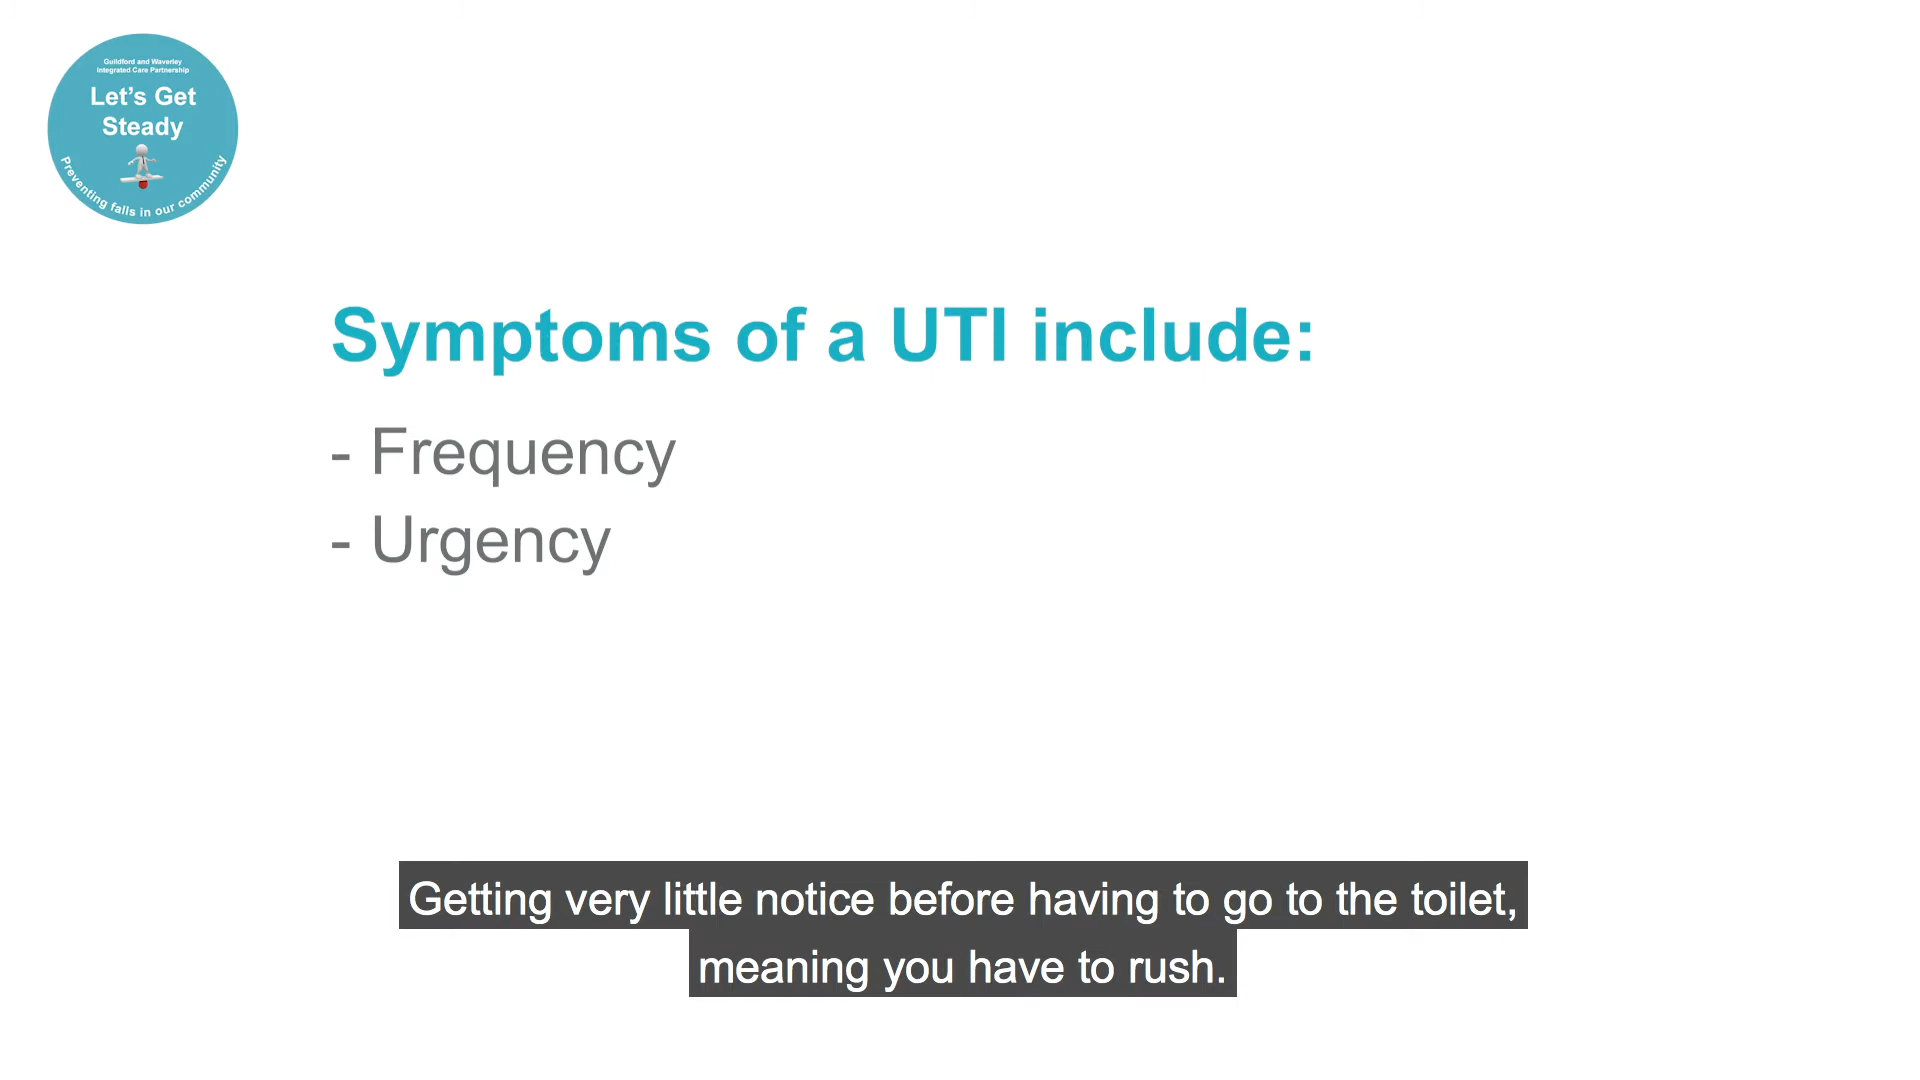 Guildford and Waverley
Integrated Care Partnership
Let's Get
Steady
Preventing falls in our community
Symptoms of a UTI include:
- Frequency
- Urgency
Getting very little notice before having to go to the toilet,
meaning you have to rush.